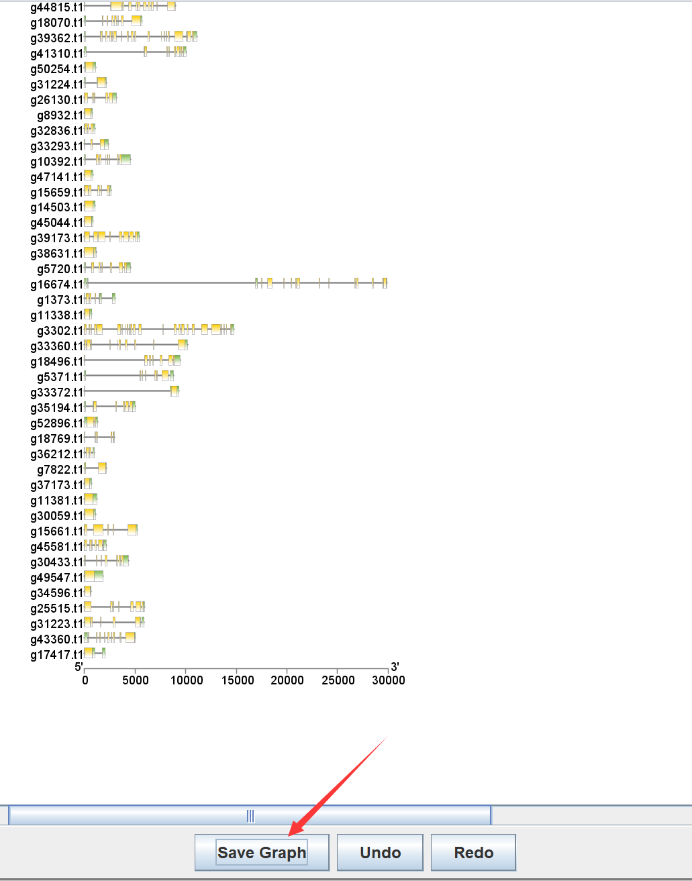 g44815.t1
g18070.t1
g39362.t1
g41310.t1
g50254.t1
g31224.t1
g26130.t1
g8932.t1
g32836.t1
g33293.t1
g10392.t1
g47141.t1
g15659.t1
g14503.t1
g45044.t1
g39173.t1
g38631.t1
g5720.t1
g16674.t1
g1373.t1
g11338.t1
g3302.t1
g33360.t1
g18496.t1
g5371.t1
g33372.t1
g35194.t1
g52896.t1
g18769.t1
g36212.t1
g7822.t1
g37173.t1
g11381.t1
g30059.t1
g15661.t1
g45581.t1
g30433.t1
g49547.t1
g34596.t1
g25515.t1
g31223.t1
g43360.t1
g17417.t1
5' 3'
0 5000 10000 15000 20000 25000 30000
Save Graph Undo Redo